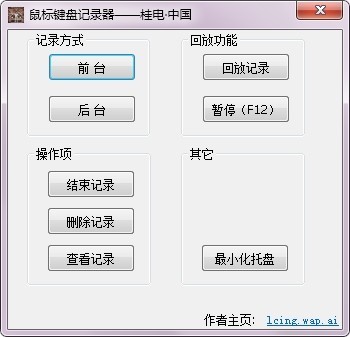 鼠标键盘记录器——桂电·中国
记录方式
前 台
后 台
回放功能
回放记录
暂停（F12）
操作项
结束记录
删除记录
查看记录
其它
最小化托盘
作者主页: lcing.wap.ai